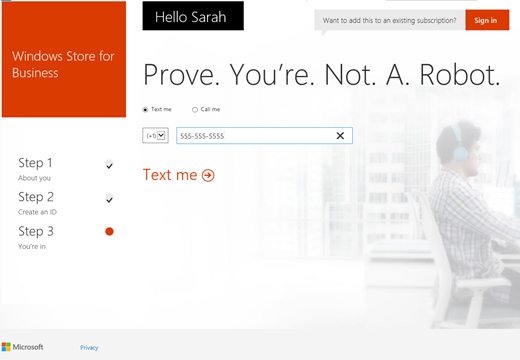 Hello Sarah
Want to add this to an existing subscription?
Sign in
Windows Store for
Business
Prove. You're. Not. A. Robot.
Text me
Call me
(+1)
555-555-5555
Text me
Step 1
About you
Step 2
Create an ID
Step 3
You're in
Microsoft
Privacy